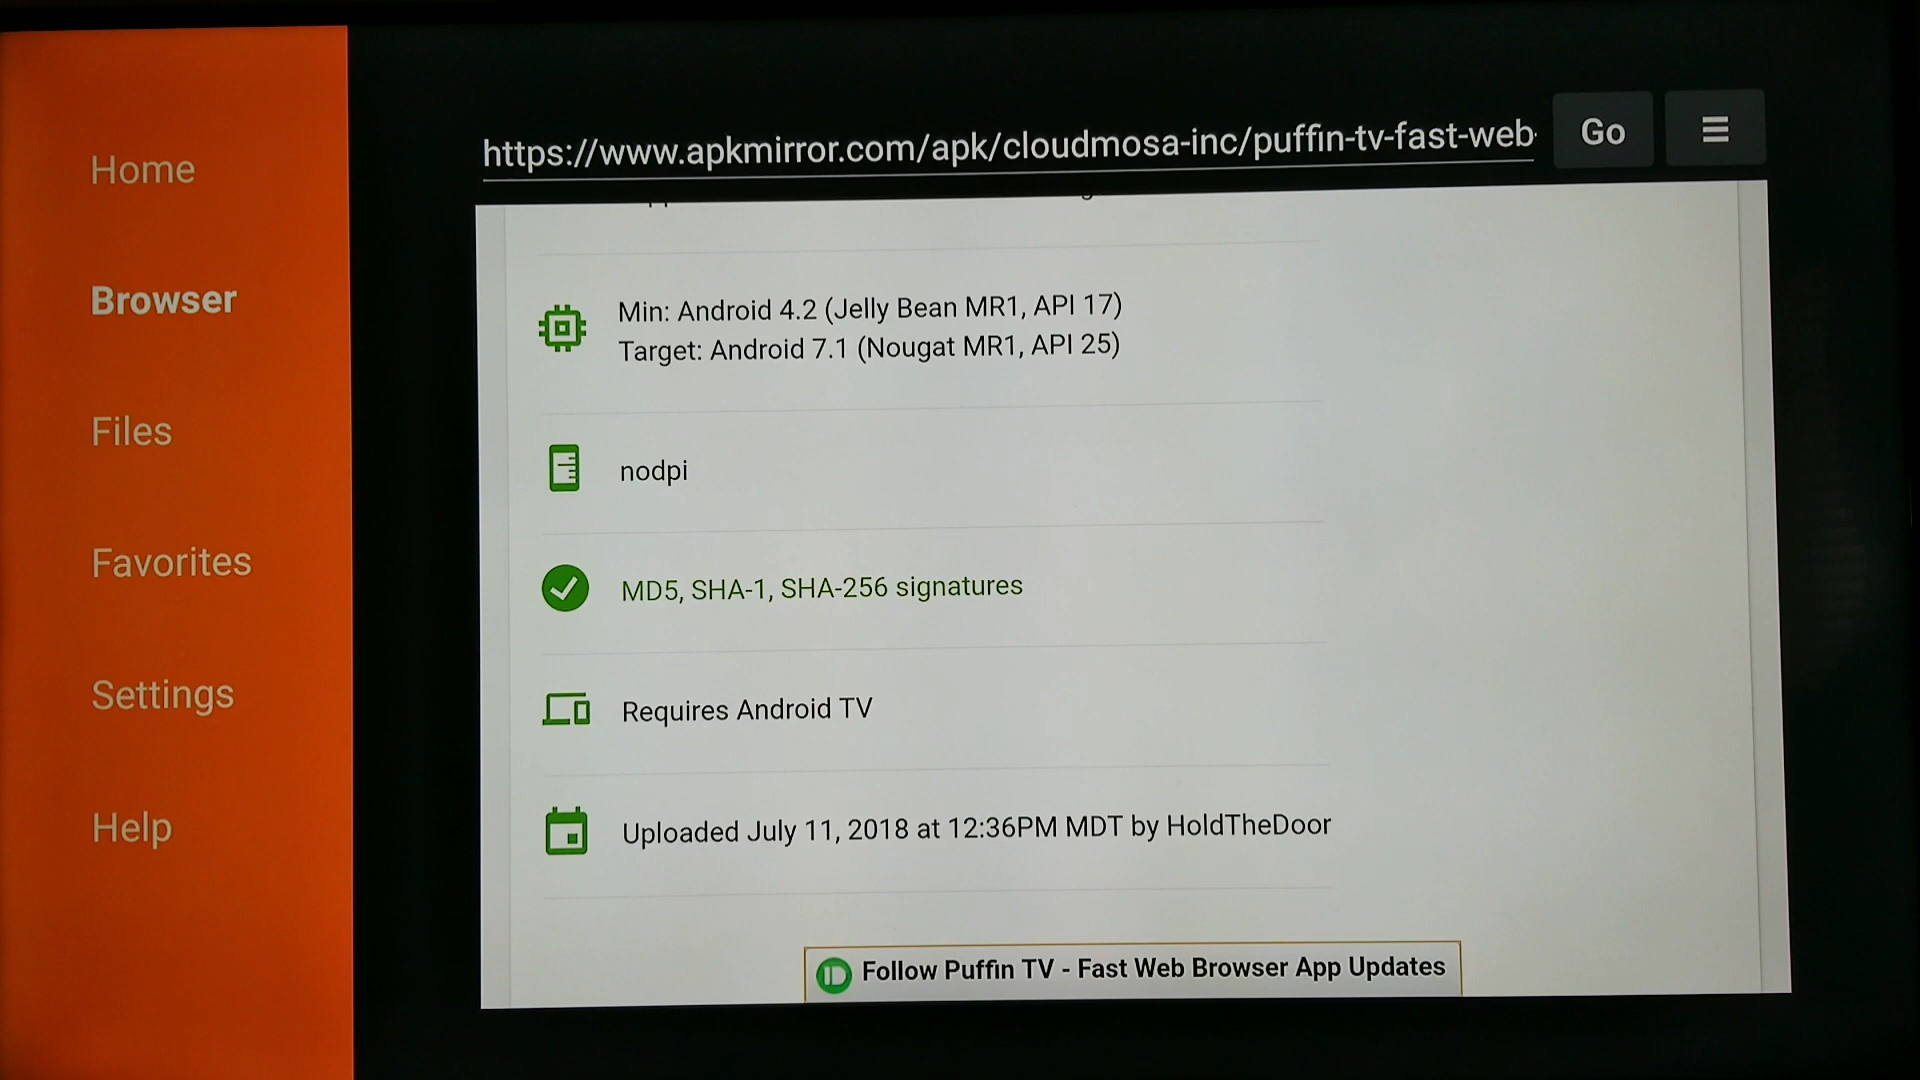 Home
Browser
Files
Favorites
Settings
Help
https://www.apkmirror.com/apk/cloudmosa-inc/puffin-tv-fast-web
Go
Min: Android 4.2 (Jelly Bean MR1, API 17)
Target: Android 7.1 (Nougat MR1, API 25)
nodpi
MD5, SHA-1, SHA-256 signatures
Requires Android TV
Uploaded July 11, 2018 at 12:36PM MDT by HoldTheDoor
Follow Puffin TV - Fast Web Browser App Updates